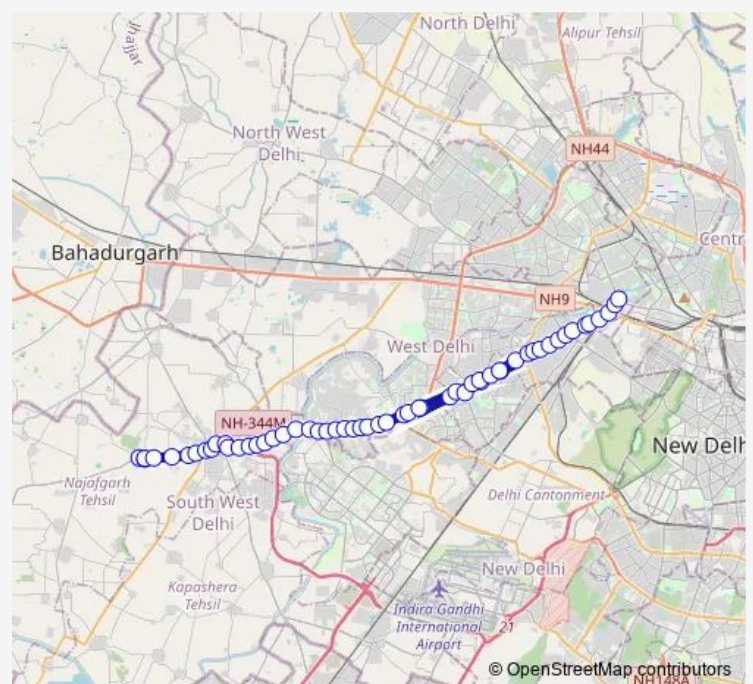 North Delhi
Alipur Tehsil
Jhajjar
North West
Delhi
NH44
Bahadurgarh
Centr
NH9
West Delhi
NH-344M
New Delh
Najafgarh
Tehsil
South West
Delhi
Delhi Cantonment
New Delhi
Kapashera
Tehsil
Indira Gandhi
International
Airport
21
© OpenStreetMap contributors
NH148A